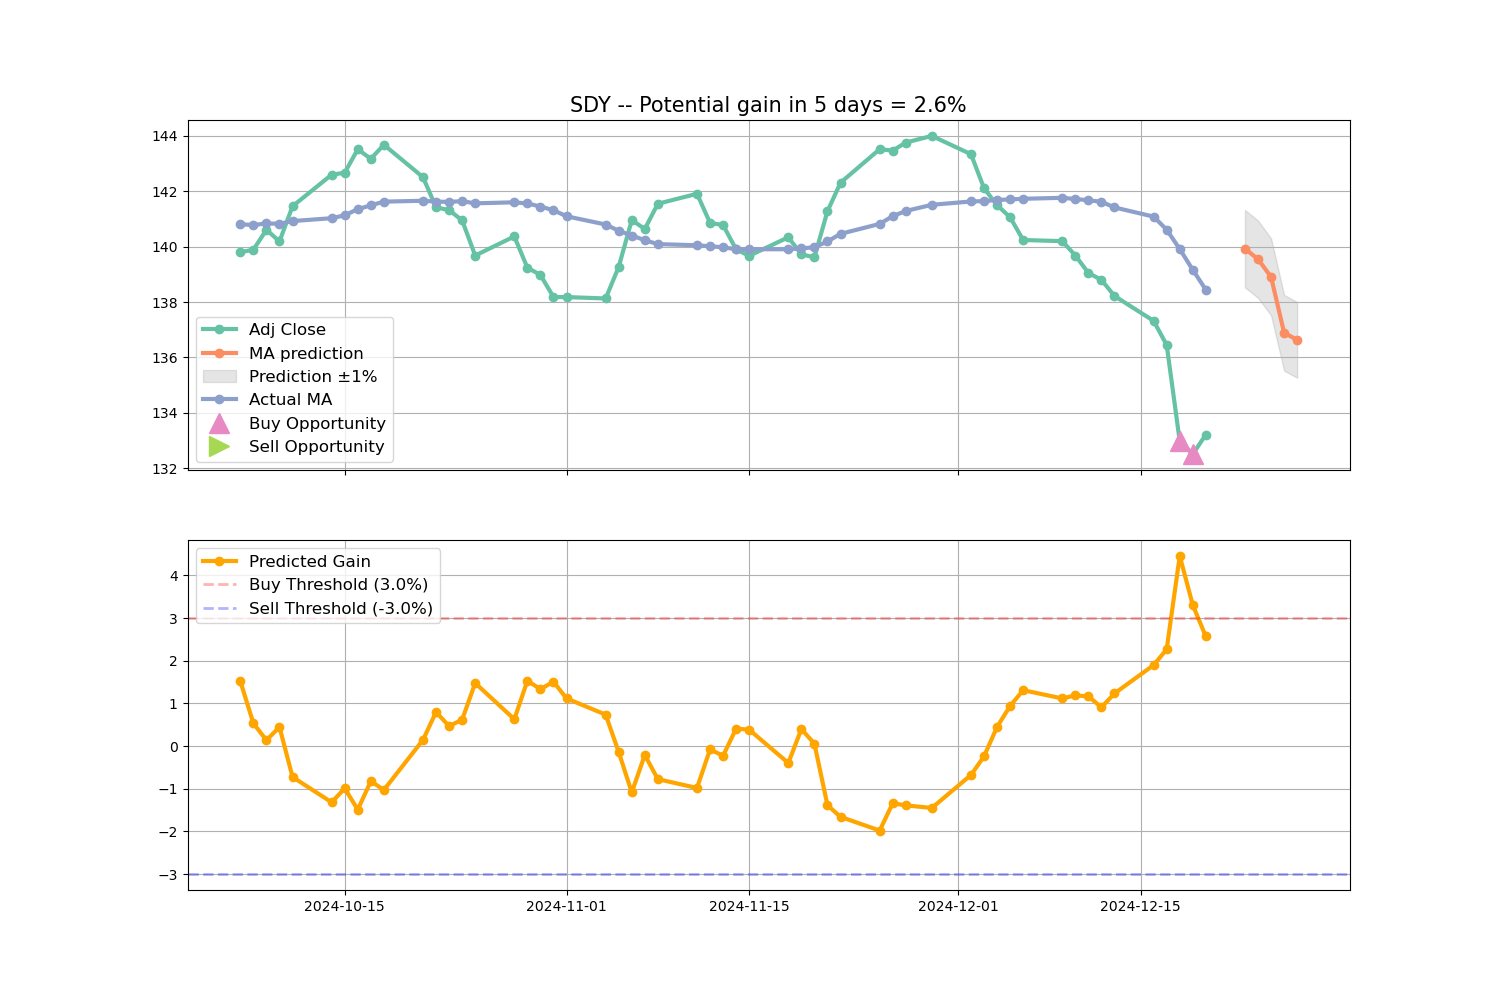 SDY -- Potential gain in 5 days = 2.6%
144
142
140
138
136
134
132
Adj Close
MA prediction
Prediction ±1%
Actual MA
Buy Opportunity
Sell Opportunity
4
3
2
1
0
−1
−2
−3
Predicted Gain
Buy Threshold (3.0%)
Sell Threshold (-3.0%)
2024-10-15
2024-11-01
2024-11-15
2024-12-01
2024-12-15